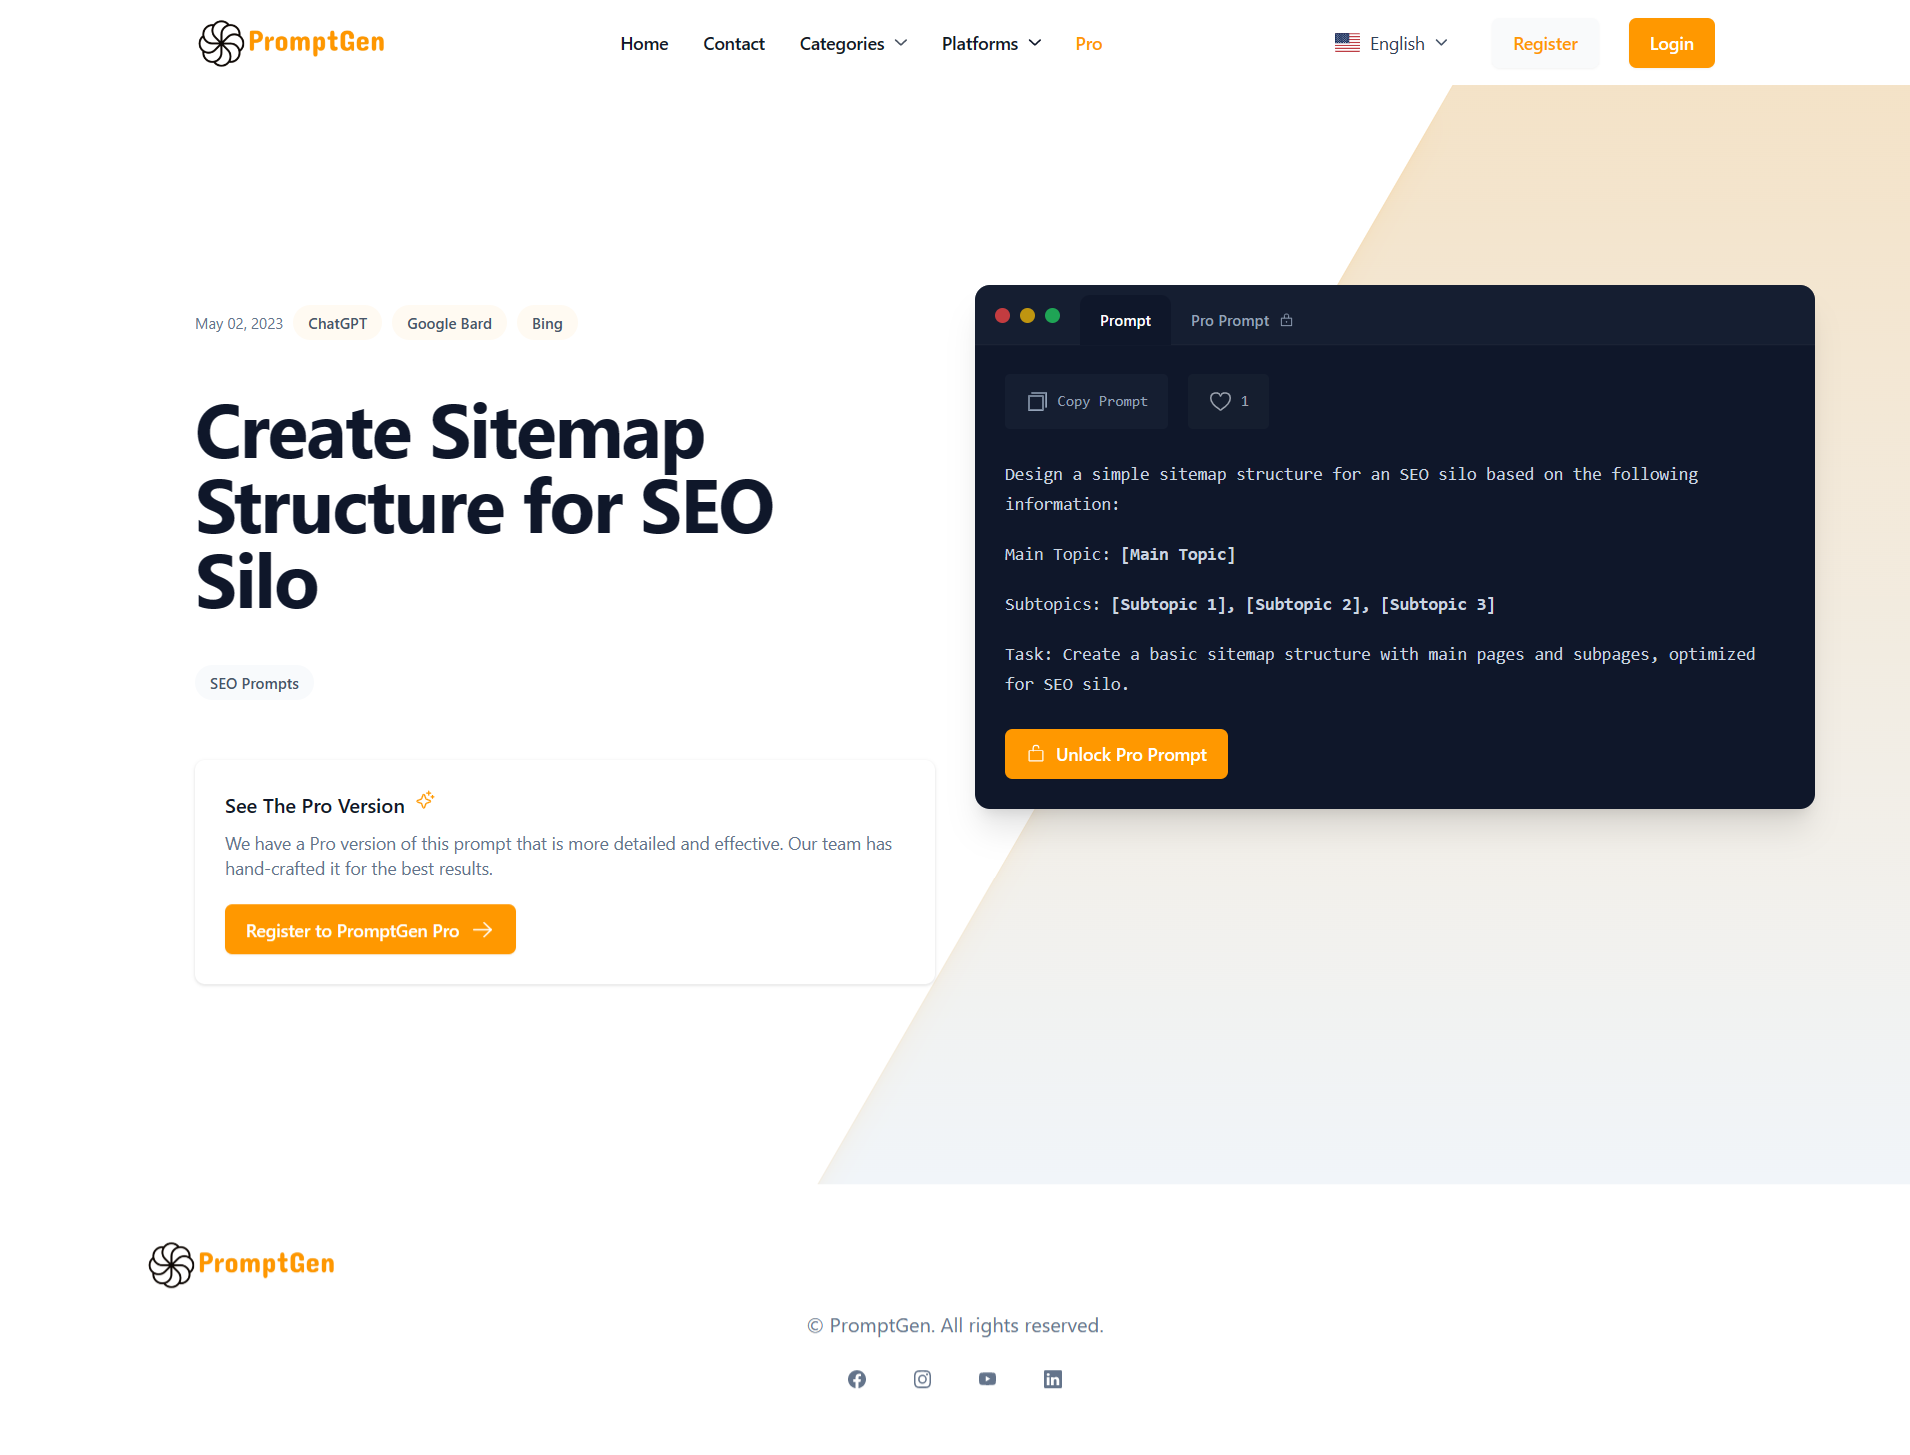 PromptGen
Home
Contact
Categories
Platforms
Pro
English
Register
Login
May 02, 2023
ChatGPT
Google Bard
Bing
Create Sitemap
Structure for SEO
Silo
SEO Prompts
See The Pro Version
We have a Pro version of this prompt that is more detailed and effective. Our team has
hand-crafted it for the best results.
Register to PromptGen Pro
Prompt
Pro Prompt
Copy Prompt
1
Design a simple sitemap structure for an SEO silo based on the following
information:
Main Topic: [Main Topic]
Subtopics: [Subtopic 1], [Subtopic 2], [Subtopic 3]
Task: Create a basic sitemap structure with main pages and subpages, optimized
for SEO silo.
Unlock Pro Prompt
PromptGen
© PromptGen. All rights reserved.